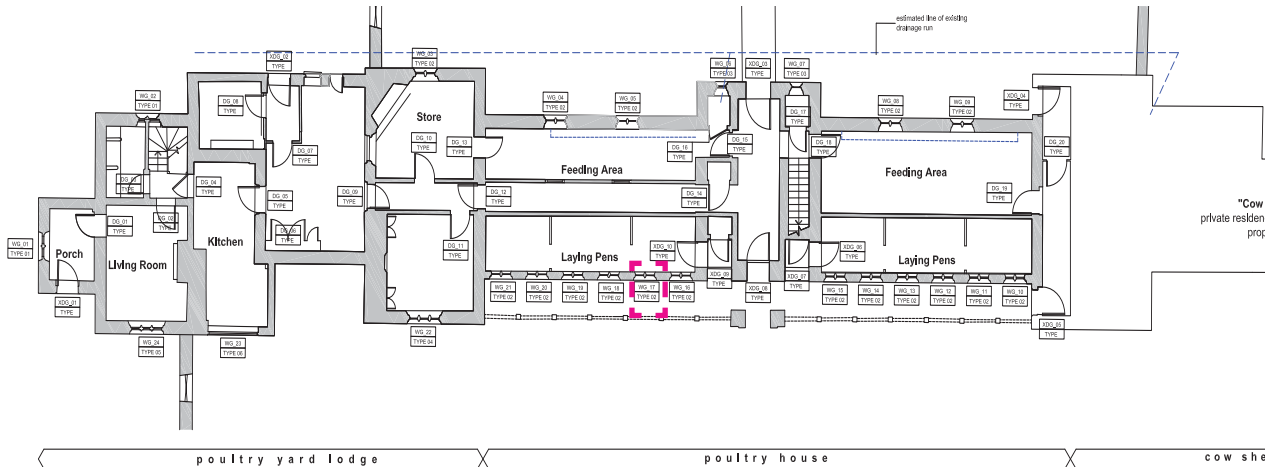 estimated line of existing
drainage run
XDG_02
TYPE
WG_03
TYPE 02
TYPE 03
XDG_03
TYPE
WG_07
TYPE 03
WG_02
TYPE 01
DG_08
TYPE
WG_04
TYPE 02
WG_05
TYPE 02
DG_17
TYPE
WG_08
TYPE 02
WG_09
TYPE 02
XDG_04
TYPE
Store
DG_10
TYPE
DG_13
TYPE
DG_07
TYPE
DG_15
TYPE
DG_16
TYPE
DG_18
TYPE
DG_20
TYPE
Feeding Area
Feeding Area
TYPE
DG_04
TYPE
DG_05
TYPE
DG_09
TYPE
DG_12
TYPE
DG_14
TYPE
DG_19
TYPE
"Cow
private residen
prop
DG_01
TYPE
DG_02
TYPE
DG_06
TYPE
Kitchen
WG_01
TYPE 01
Porch
Living Room
DG_11
TYPE
Laying Pens
XDG_10
TYPE
XDG_06
TYPE
Laying Pens
XDG_09
TYPE
XDG_07
TYPE
XDG_01
TYPE
WG_21
TYPE 02
WG_20
TYPE 02
WG_19
TYPE 02
WG_18
TYPE 02
WG_17
TYPE 02
WG_16
TYPE 02
XDG_08
TYPE
WG_15
TYPE 02
WG_14
TYPE 02
WG_13
TYPE 02
WG_12
TYPE 02
WG_11
TYPE 02
WG_10
TYPE 02
XDG_05
TYPE
WG_22
TYPE 04
WG_24
TYPE 05
WG_23
TYPE 06
poultry yard lodge
poultry house
cow she